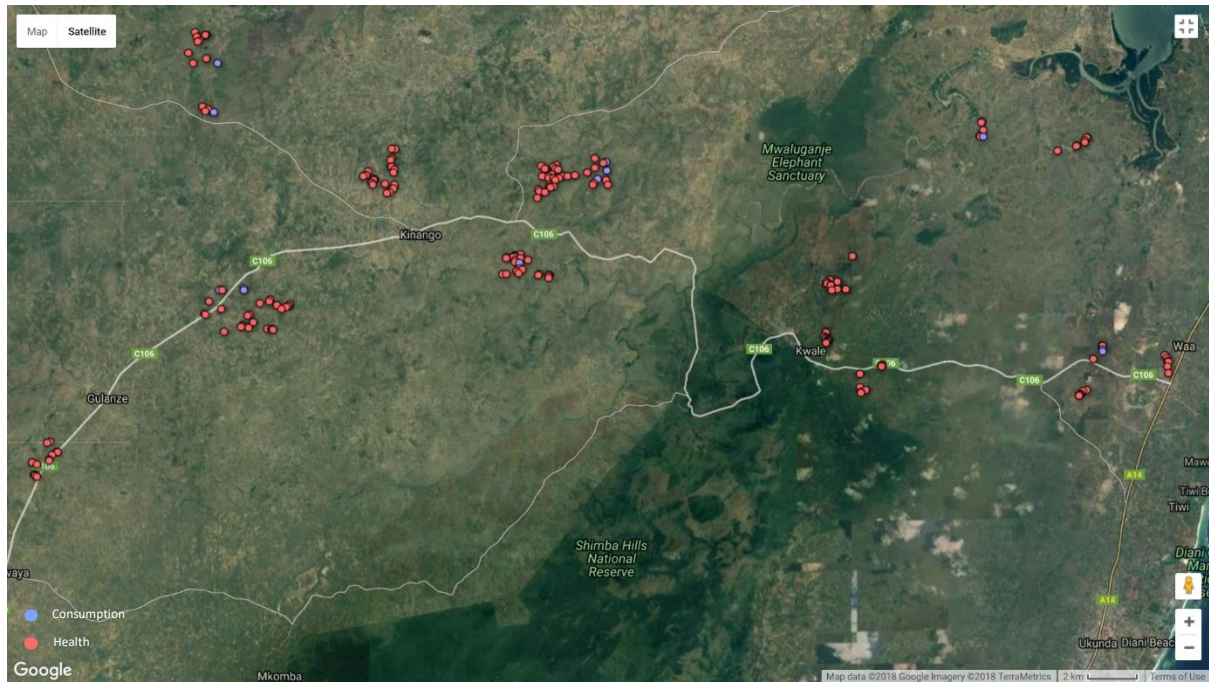 Map Satellite
Mwaluganje
Elephant
Sanctuary
Kinango
C106
C106
C106
C106
Kwale
Waa
C106
C106
Gulanze
A14
Tiwi
Shimba Hills
National
Reserve
vaya
Consumption
A14
Health
Ukunda
Google
Mkomba
Map data ©2018 Google Imagery ©2018 TerraMetrics 2 km Terms of Use